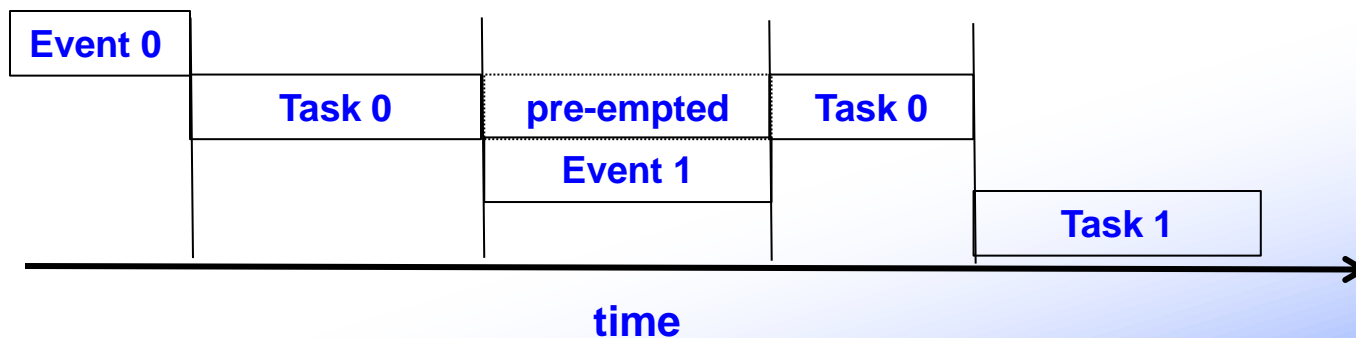 Event 0
Task 0 pre-empted Task 0
Event 1
Task 1
time